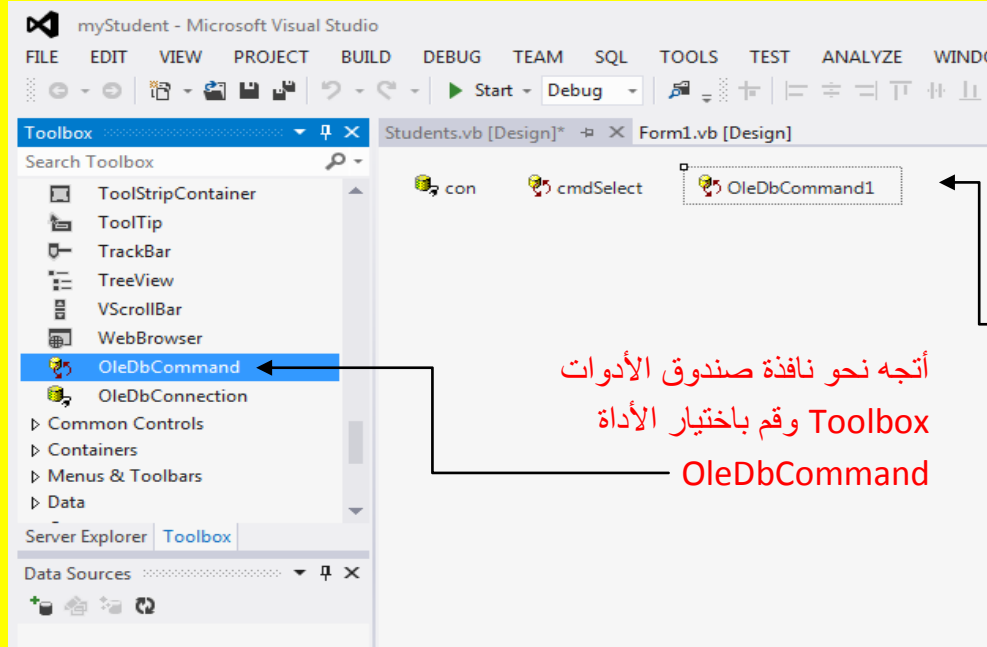 myStudent - Microsoft Visual Studio
FILE EDIT VIEW PROJECT BUILD DEBUG TEAM SQL TOOLS TEST ANALYZE
Start Debug
Toolbox
Students.vb [Design]* Form1.vb [Design]
Search Toolbox
ToolStripContainer
ToolTip
TrackBar
TreeView
VScrollBar
WebBrowser
OleDbCommand
OleDbConnection
Common Controls
Containers
Menus & Toolbars
Data
Server Explorer Toolbox
Data Sources
con cmdSelect OleDbCommand1
أتجه نحو نافذة صندوق الأدوات
Toolbox وقم باختيار الأداة
OleDbCommand